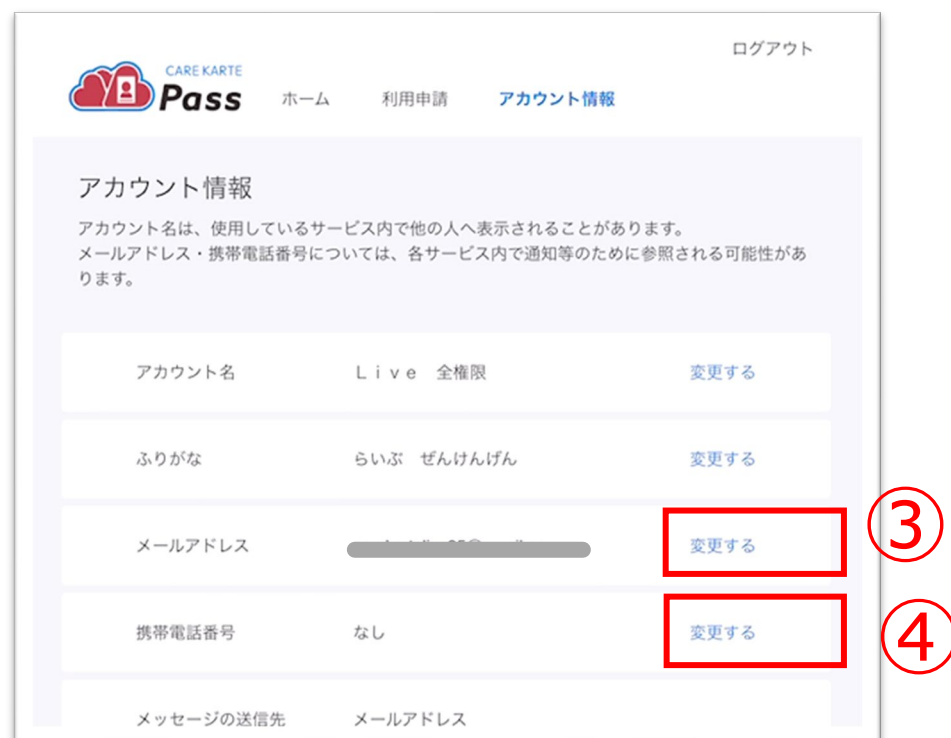 ログアウト
CARE KARTE
Pass
ホーム 利用申請 アカウント情報
アカウント情報
アカウント名は、使用しているサービス内で他の人へ表示されることがあります。
メールアドレス・携帯電話番号については、各サービス内で通知等のために参照される可能性があ
ります。
アカウント名 Ｌｉｖｅ　全権限 変更する
ふりがな らいぶ　ぜんけんげん 変更する
メールアドレス 変更する ③
携帯電話番号 なし 変更する ④
メッセージの送信先 メールアドレス